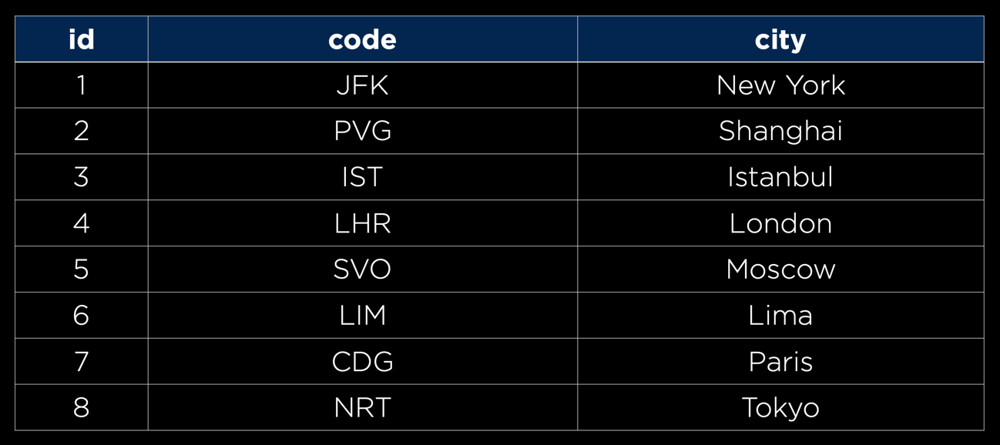 id code city
1 JFK New York
2 PVG Shanghai
3 IST Istanbul
4 LHR London
5 SVO Moscow
6 LIM Lima
7 CDG Paris
8 NRT Tokyo